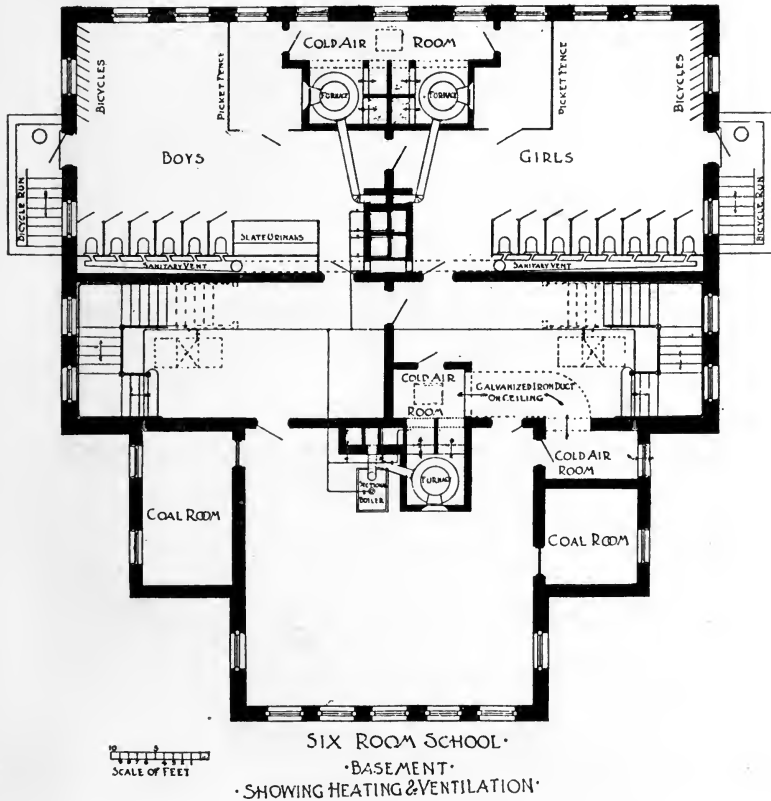 COLD AIR ROOM
FURNACE
FURNACE
BICYCLES
PICKET FENCE
PICKET FENCE
BICYCLES
BOYS
GIRLS
BICYCLE RUN
BICYCLE RUN
SLATE URINALS
SANITARY VENT
SANITARY VENT
COLD AIR
ROOM
GALVANIZED IRON DUCT
ON CEILING
COLD AIR
ROOM
FURNACE
SECTIONAL
BOILER
COAL ROOM
COAL ROOM
SIX ROOM SCHOOL·
·BASEMENT·
·SHOWING HEATING & VENTILATION·
10 5
SCALE OF FEET